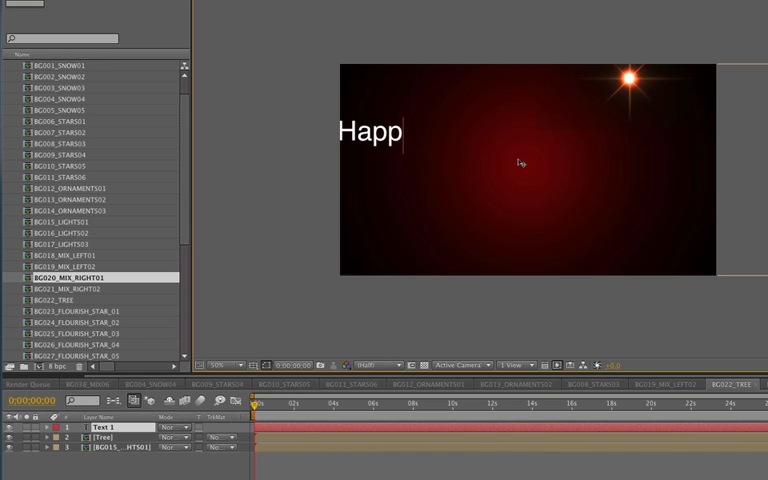 Name
BG001_SNOW01
BG002_SNOW02
BG003_SNOW03
BG004_SNOW04
BG005_SNOW05
BG006_STARS01
BG007_STARS02
BG008_STARS03
BG009_STARS04
BG010_STARS05
BG011_STARS06
BG012_ORNAMENTS01
BG013_ORNAMENTS02
BG014_ORNAMENTS03
BG015_LIGHTS01
BG016_LIGHTS02
BG017_LIGHTS03
BG018_MIX_LEFT01
BG019_MIX_LEFT02
BG020_MIX_RIGHT01
BG021_MIX_RIGHT02
BG022_TREE
BG023_FLOURISH_STAR_01
BG024_FLOURISH_STAR_02
BG025_FLOURISH_STAR_03
BG026_FLOURISH_STAR_04
BG027_FLOURISH_STAR_05
8 bpc
Happ
50% 0;00;00;00 (Half) Active Camera 1 View +0.0
Render Queue BG018_MIX06 BG004_SNOW04 BG009_STARS04 BG010_STARS05 BG011_STARS06 BG012_ORNAMENTS01 BG013_ORNAMENTS02 BG008_STARS03 BG019_MIX_LEFT02 BG022_TREE
0;00;00;00 02s 04s 06s 08s 10s 12s 14s 16s 18s 20s 22s 24s 26s
# Layer Name Mode T TrkMat
1 T Text 1 Nor...
2 [Tree] Nor... No...
3 [BG015_...HTS01] Nor... No...